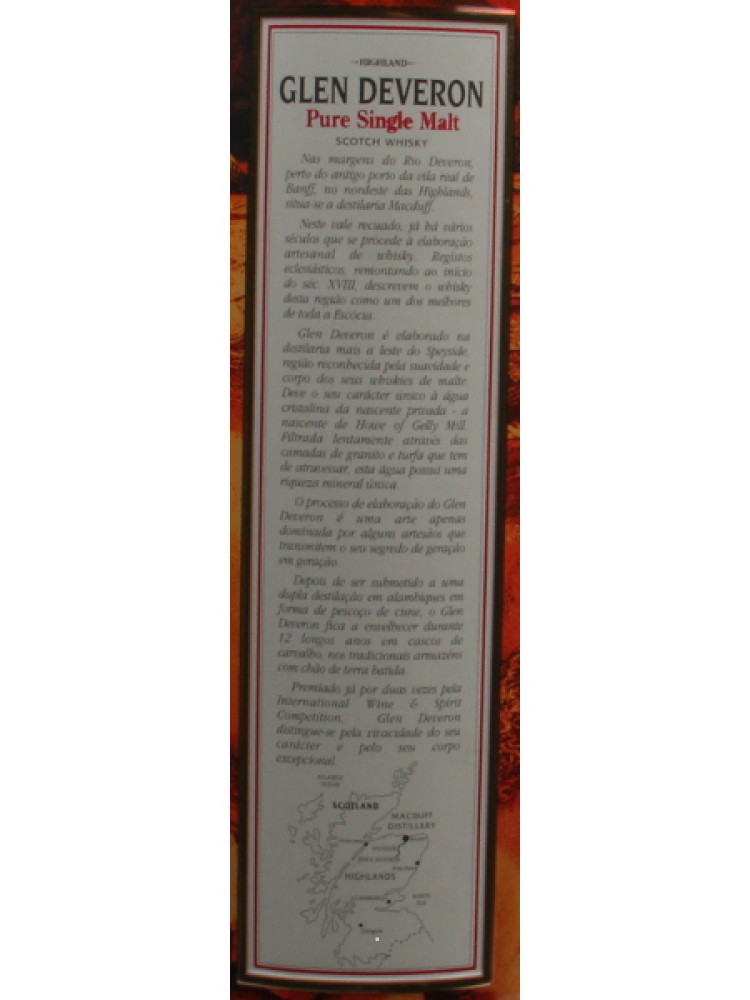 HIGHLAND
GLEN DEVERON
Pure Single Malt
SCOTCH WHISKY
Nas margens do Rio Deveron,
perto do antigo porto da vila real de
Banff, no nordeste das Highlands,
situa-se a destilaria Macduff.
Neste vale recuado, já há vários
séculos que se procede à elaboração
artesanal de whisky. Registos
eclesiásticos, remontando ao início
do séc. XVIII, descrevem o whisky
desta região como um dos melhores
de toda a Escócia.
Glen Deveron é elaborado na
destilaria mais a leste do Speyside,
região reconhecida pela suavidade e
corpo dos seus whiskies de malte.
Deve o seu carácter único à água
cristalina da nascente privada - a
nascente de Howe of Gelly Mill.
Filtrada lentamente através das
camadas de granito e turfa que tem
de atravessar, esta água possui uma
riqueza mineral única.
O processo de elaboração do Glen
Deveron é uma arte apenas
dominada por alguns artesãos que
transmitem o seu segredo de geração
em geração.
Depois de ser submetido a uma
dupla destilação em alambiques em
forma de pescoço de cisne, o Glen
Deveron fica a envelhecer durante
12 longos anos em cascos de
carvalho, nos tradicionais armazéns
com chão de terra batida.
Premiado já por duas vezes pela
International Wine & Spirit
Competition, Glen Deveron
distingue-se pela vivacidade do seu
carácter e pelo seu corpo
excepcional.
ATLANTIC
OCEAN
SCOTLAND
MACDUFF
DISTILLERY
HIGHLANDS
NORTH
SEA
Glasgow